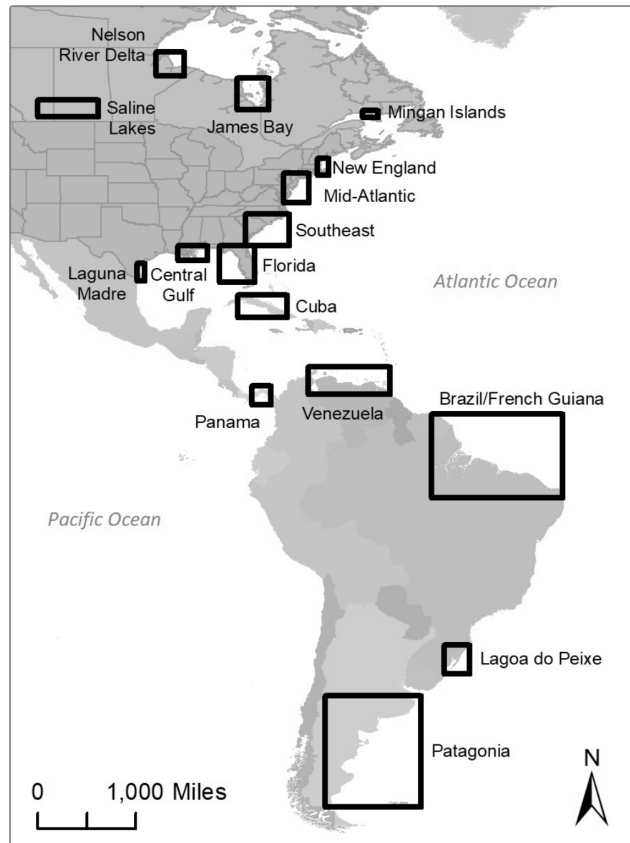 Nelson
River Delta
Saline
Lakes
James Bay
Mingan Islands
New England
Mid-Atlantic
Southeast
Laguna
Madre
Central
Gulf
Florida
Atlantic Ocean
Cuba
Panama
Venezuela
Brazil/French Guiana
Pacific Ocean
Lagoa do Peixe
Patagonia
N
0 1,000 Miles